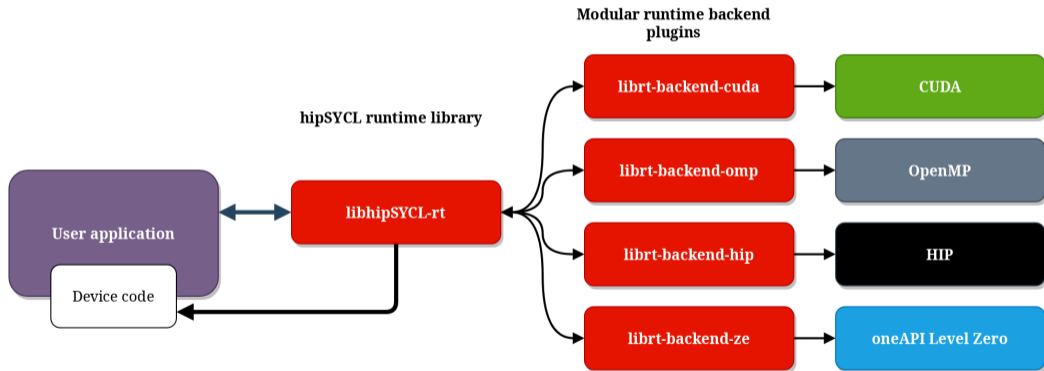 Modular runtime backend
plugins
hipSYCL runtime library
User application
Device code
libhipSYCL-rt
librt-backend-cuda
CUDA
librt-backend-omp
OpenMP
librt-backend-hip
HIP
librt-backend-ze
oneAPI Level Zero